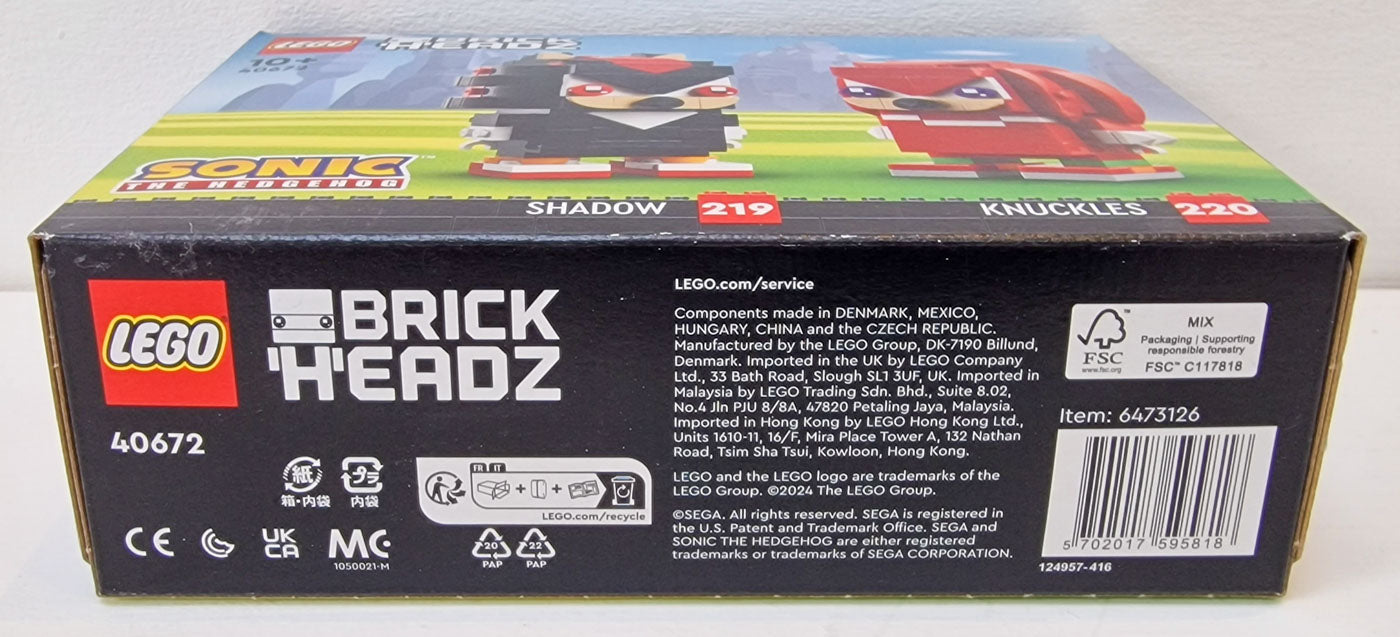 LEGO
BRICK
HEADZ
10+
40672
SONIC™
THE HEDGEHOG
SHADOW 219
KNUCKLES 220
LEGO
BRICK
'H'EADZ
40672
紙
箱・内袋
プラ
内袋
FR IT
LEGO.com/recycle
CE
UK
CA
MC
1050021-M
20
PAP
22
PAP
LEGO.com/service
Components made in DENMARK, MEXICO,
HUNGARY, CHINA and the CZECH REPUBLIC.
Manufactured by the LEGO Group, DK-7190 Billund,
Denmark. Imported in the UK by LEGO Company
Ltd., 33 Bath Road, Slough SL1 3UF, UK. Imported in
Malaysia by LEGO Trading Sdn. Bhd., Suite 8.02,
No.4 Jln PJU 8/8A, 47820 Petaling Jaya, Malaysia.
Imported in Hong Kong by LEGO Hong Kong Ltd.,
Units 1610-11, 16/F, Mira Place Tower A, 132 Nathan
Road, Tsim Sha Tsui, Kowloon, Hong Kong.
LEGO and the LEGO logo are trademarks of the
LEGO Group. ©2024 The LEGO Group.
©SEGA. All rights reserved. SEGA is registered in
the U.S. Patent and Trademark Office. SEGA and
SONIC THE HEDGEHOG are either registered
trademarks or trademarks of SEGA CORPORATION.
FSC
www.fsc.org
MIX
Packaging | Supporting
responsible forestry
FSC™ C117818
Item: 6473126
5 702017 595818
124957-416